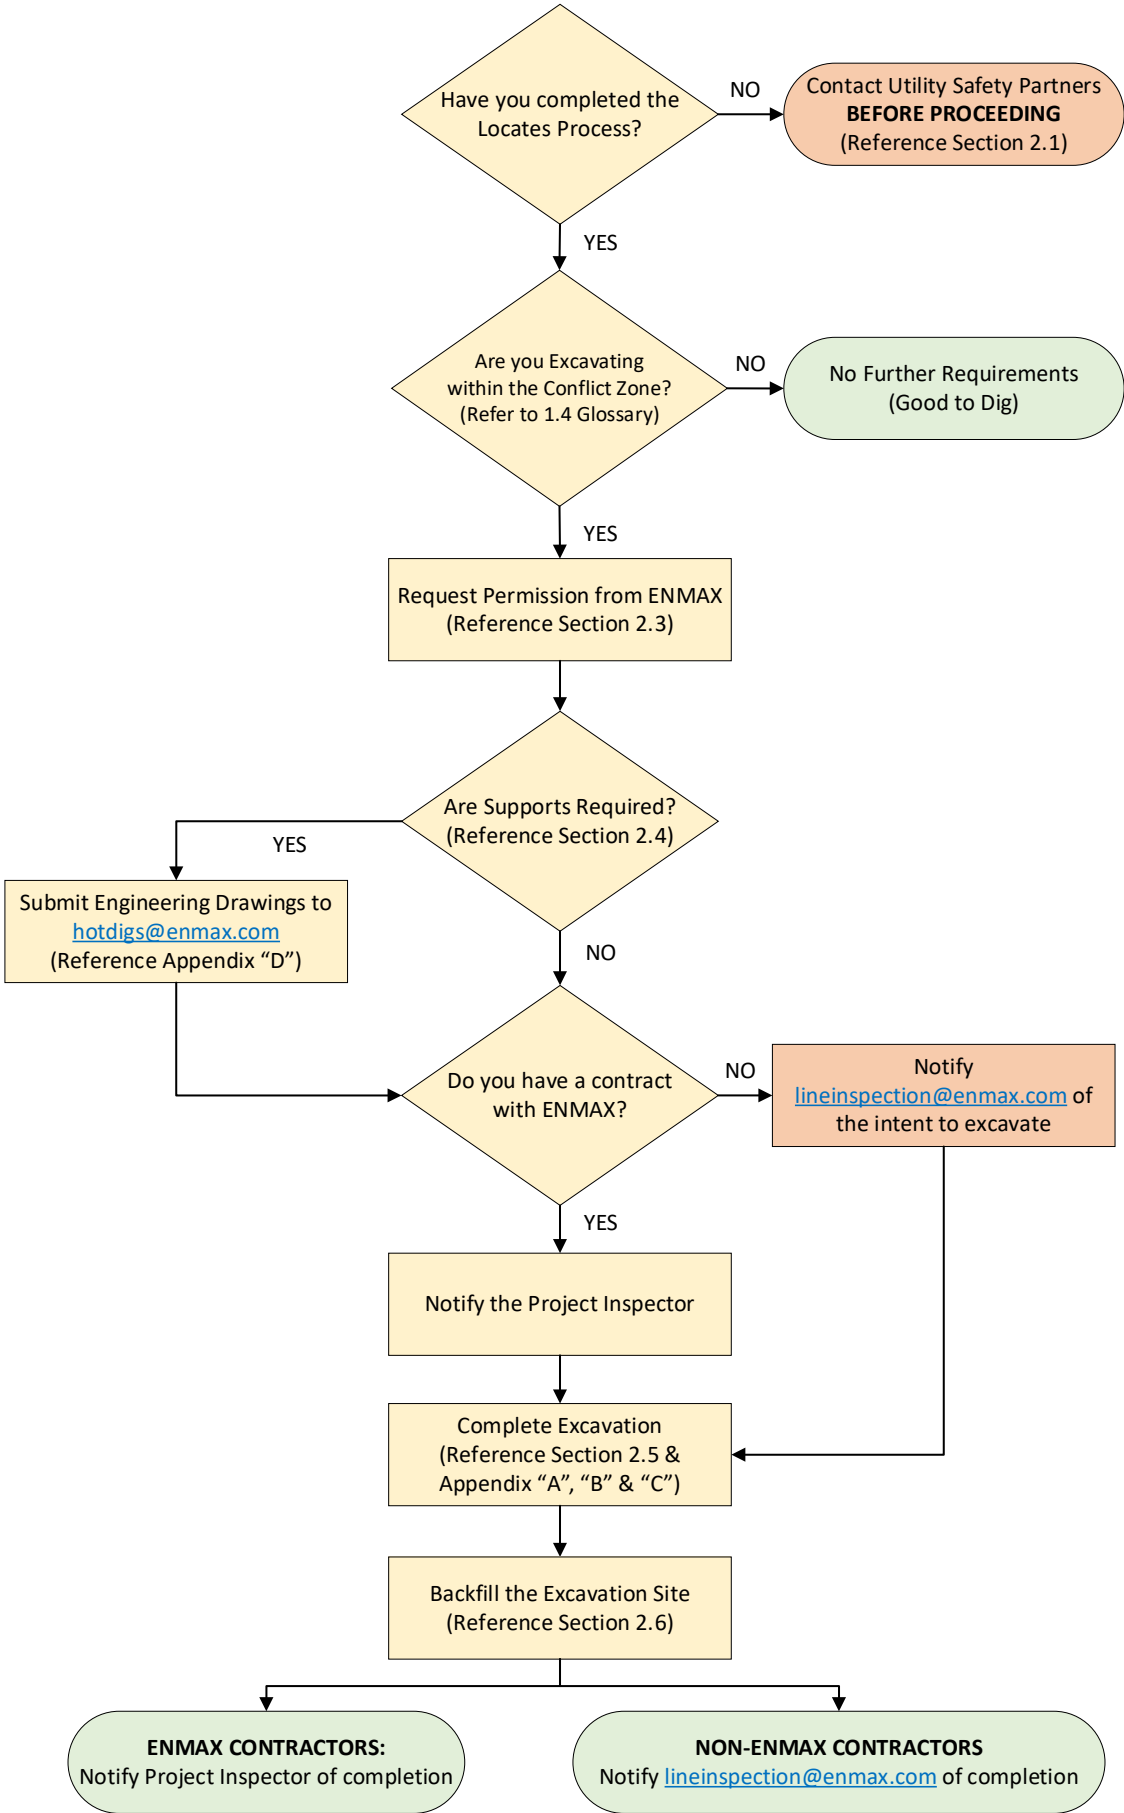 Have you completed the
Locates Process?
NO
Contact Utility Safety Partners
BEFORE PROCEEDING
(Reference Section 2.1)
YES
Are you Excavating
within the Conflict Zone?
(Refer to 1.4 Glossary)
NO
No Further Requirements
(Good to Dig)
YES
Request Permission from ENMAX
(Reference Section 2.3)
Are Supports Required?
(Reference Section 2.4)
YES
Submit Engineering Drawings to
hotdigs@enmax.com
(Reference Appendix “D”)
NO
Do you have a contract
with ENMAX?
NO
Notify
lineinspection@enmax.com of
the intent to excavate
YES
Notify the Project Inspector
Complete Excavation
(Reference Section 2.5 &
Appendix “A”, “B” & “C”)
Backfill the Excavation Site
(Reference Section 2.6)
ENMAX CONTRACTORS:
Notify Project Inspector of completion
NON-ENMAX CONTRACTORS
Notify lineinspection@enmax.com of completion